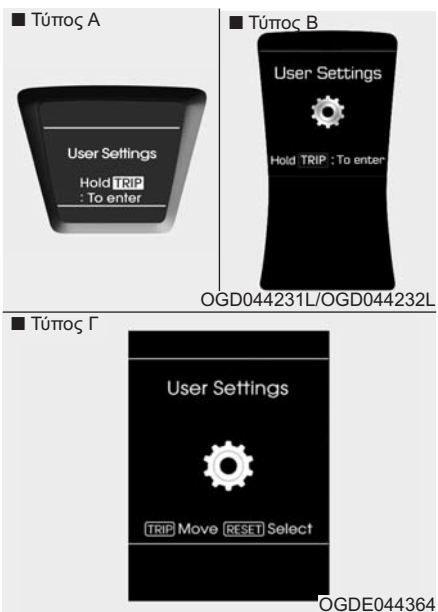 ■ Τύπος A
User Settings
Hold TRIP
: To enter
■ Τύπος B
User Settings
Hold TRIP : To enter
OGD044231L/OGD044232L
■ Τύπος Γ
User Settings
TRIP Move RESET Select
OGDE044364